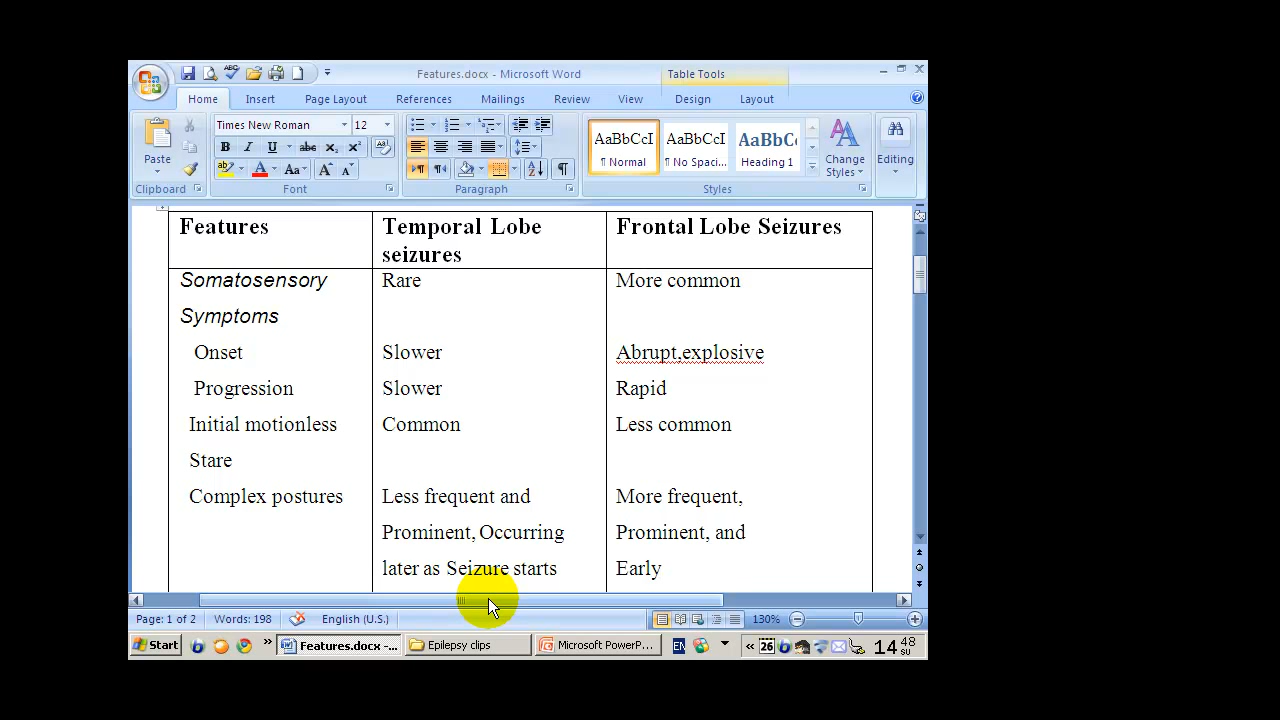 Features.docx - Microsoft Word
Table Tools
Home Insert Page Layout References Mailings Review View Design Layout
Paste
Clipboard
Times New Roman 12
Font
Paragraph
AaBbCcI AaBbCcI AaBbCc
¶ Normal ¶ No Spaci... Heading 1
Change Styles
Styles
Editing
Features Temporal Lobe seizures Frontal Lobe Seizures
Somatosensory Rare More common
Symptoms
Onset Slower Abrupt,explosive
Progression Slower Rapid
Initial motionless Common Less common
Stare
Complex postures Less frequent and More frequent,
Prominent, Occurring Prominent, and
later as Seizure starts Early
Page: 1 of 2 Words: 198 English (U.S.) 130%
Start Features.docx -... Epilepsy clips Microsoft PowerP... EN 26 14 48 SU